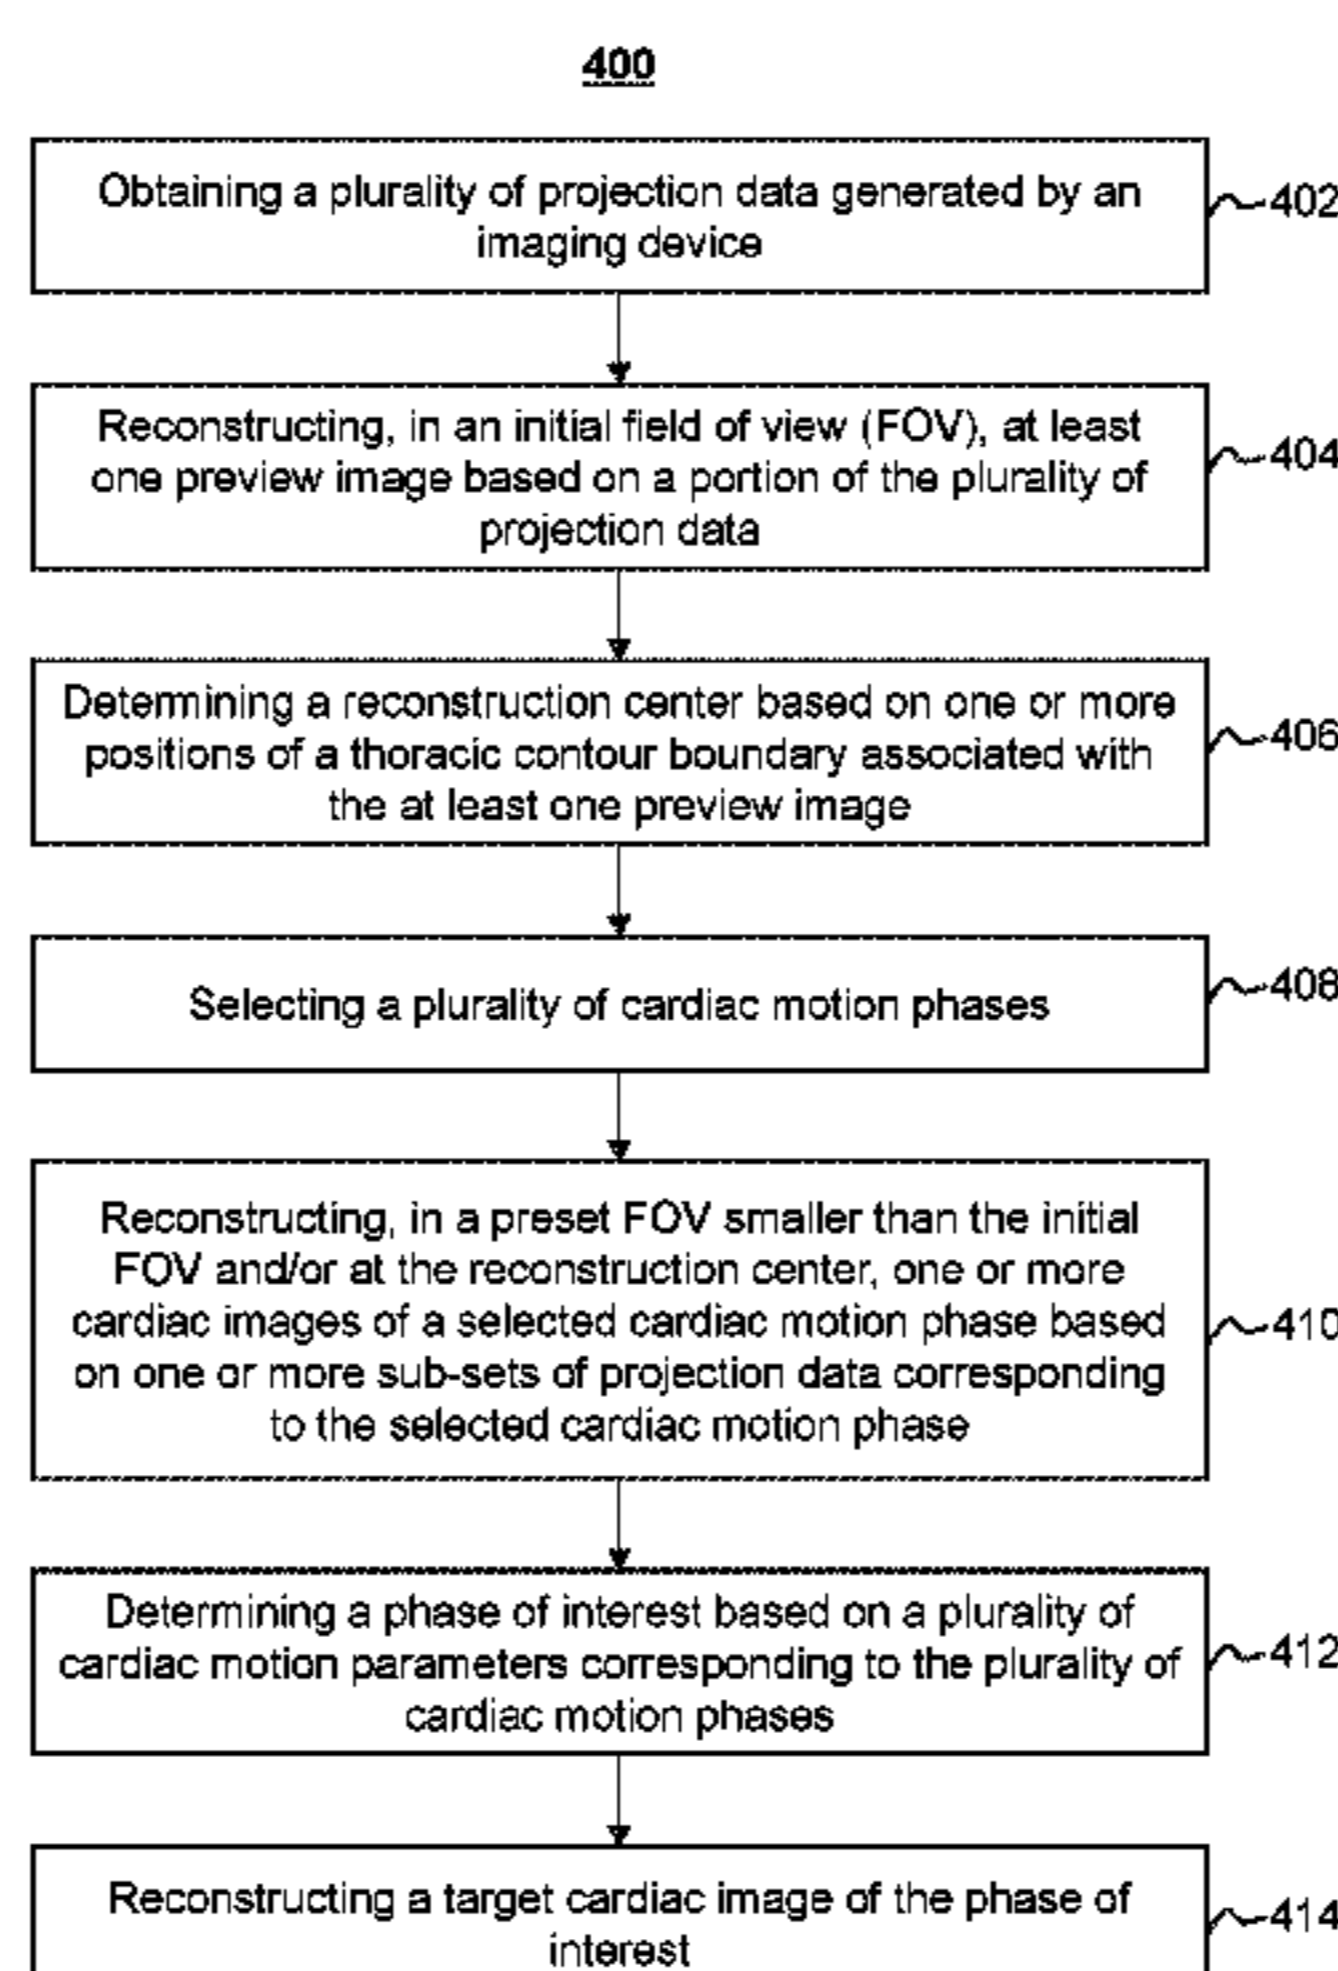 400
Obtaining a plurality of projection data generated by an
imaging device
402
Reconstructing, in an initial field of view (FOV), at least
one preview image based on a portion of the plurality of
projection data
404
Determining a reconstruction center based on one or more
positions of a thoracic contour boundary associated with
the at least one preview image
406
Selecting a plurality of cardiac motion phases
408
Reconstructing, in a preset FOV smaller than the initial
FOV and/or at the reconstruction center, one or more
cardiac images of a selected cardiac motion phase based
on one or more sub-sets of projection data corresponding
to the selected cardiac motion phase
410
Determining a phase of interest based on a plurality of
cardiac motion parameters corresponding to the plurality of
cardiac motion phases
412
Reconstructing a target cardiac image of the phase of
interest
414